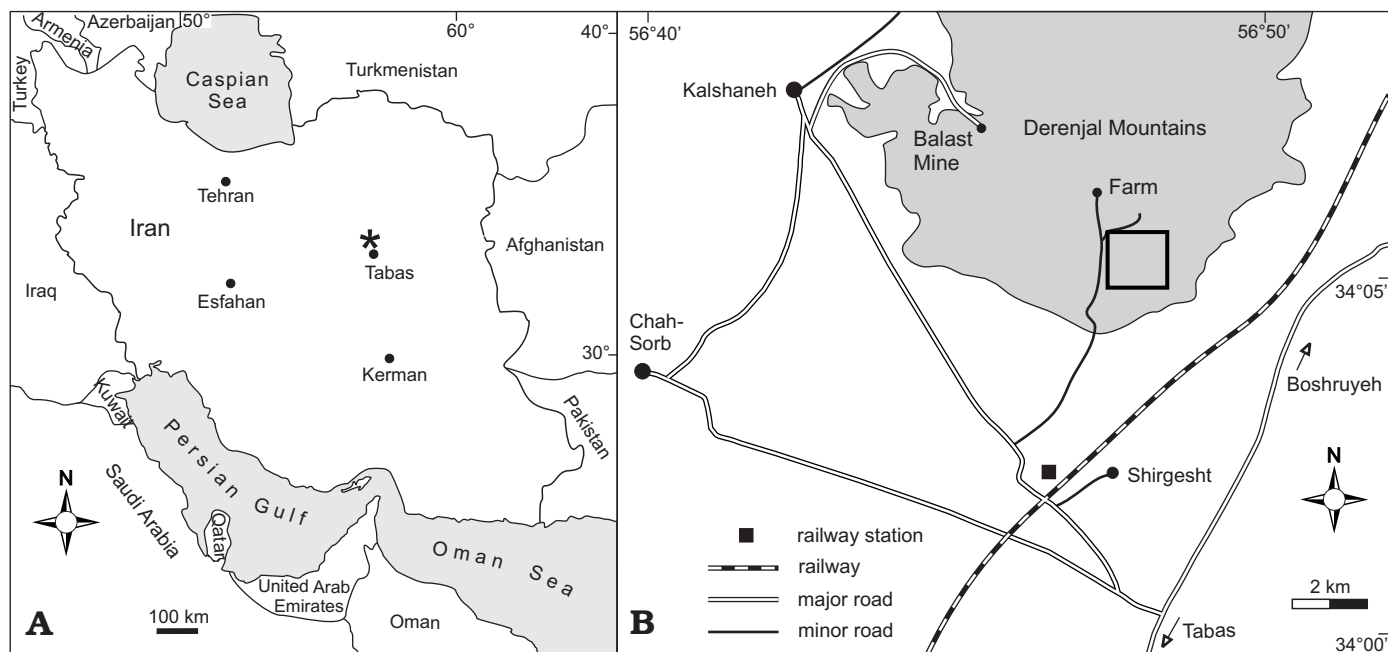 50°
60°
40°
Azerbaijan
Armenia
Turkey
Caspian
Sea
Turkmenistan
Tehran
Iran
*
Tabas
Afghanistan
Iraq
Esfahan
30°
Kerman
Kuwait
Pakistan
Persian Gulf
Saudi Arabia
N
Qatar
Oman Sea
United Arab
Emirates
Oman
100 km
A
56°40'
56°50'
Kalshaneh
Balast
Mine
Derenjal Mountains
Farm
34°05'
Chah-
Sorb
Boshruyeh
Shirgesht
N
railway station
railway
major road
minor road
2 km
Tabas
B
34°00'